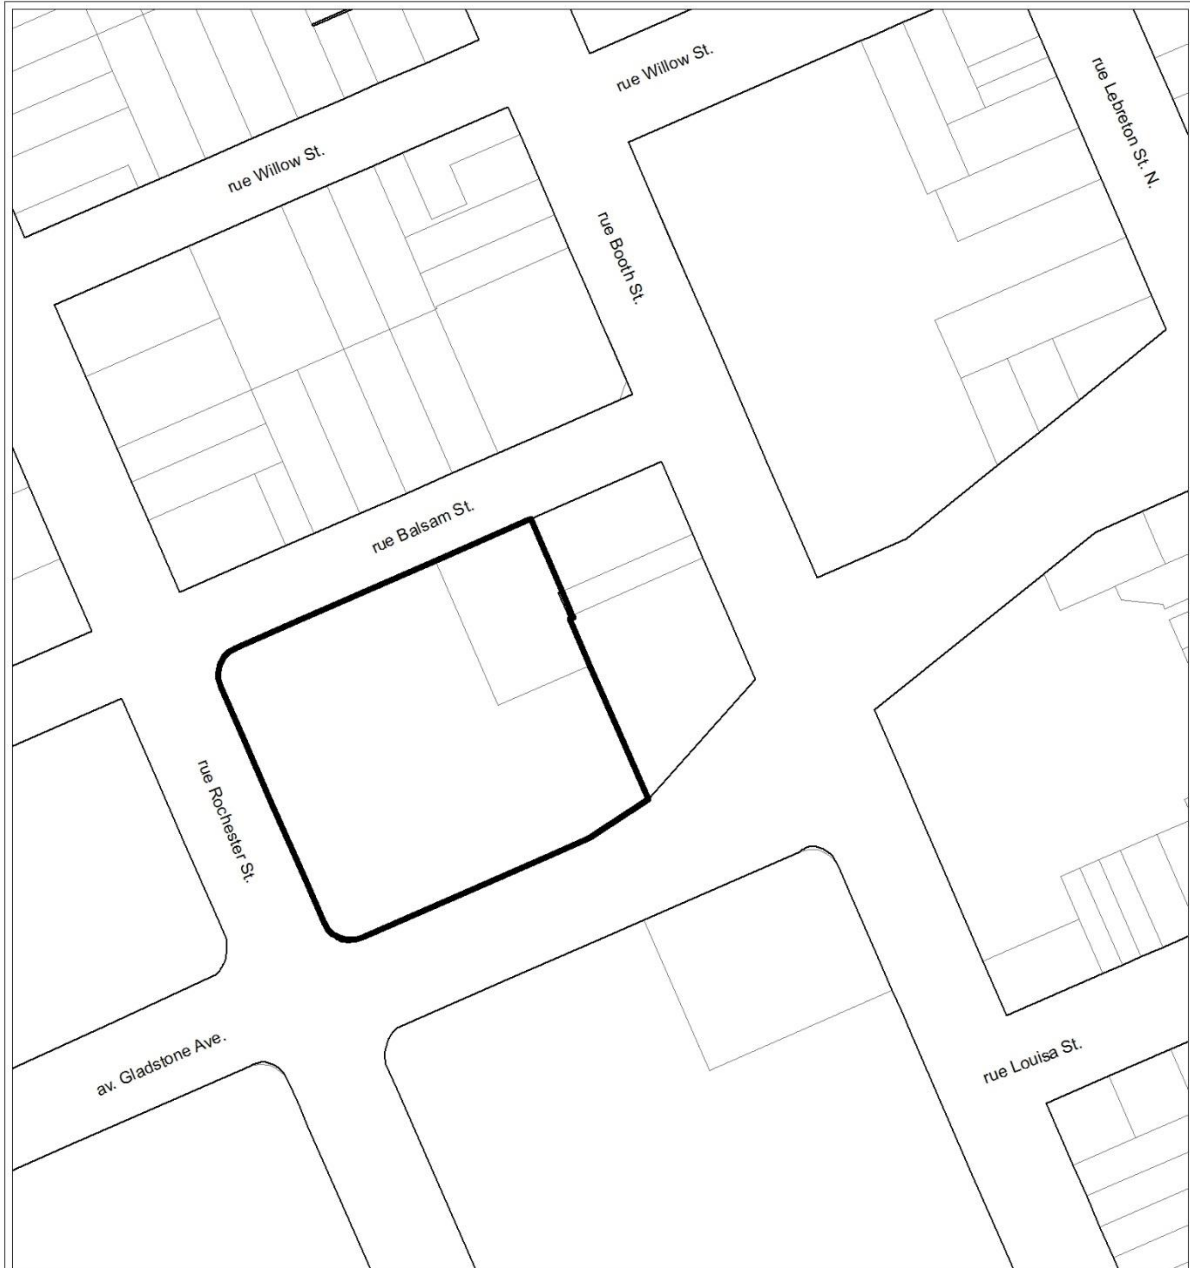 rue Willow St.
rue Lebreton St. N.
rue Willow St.
rue Booth St.
rue Balsam St.
rue Rochester St.
av. Gladstone Ave.
rue Louisa St.